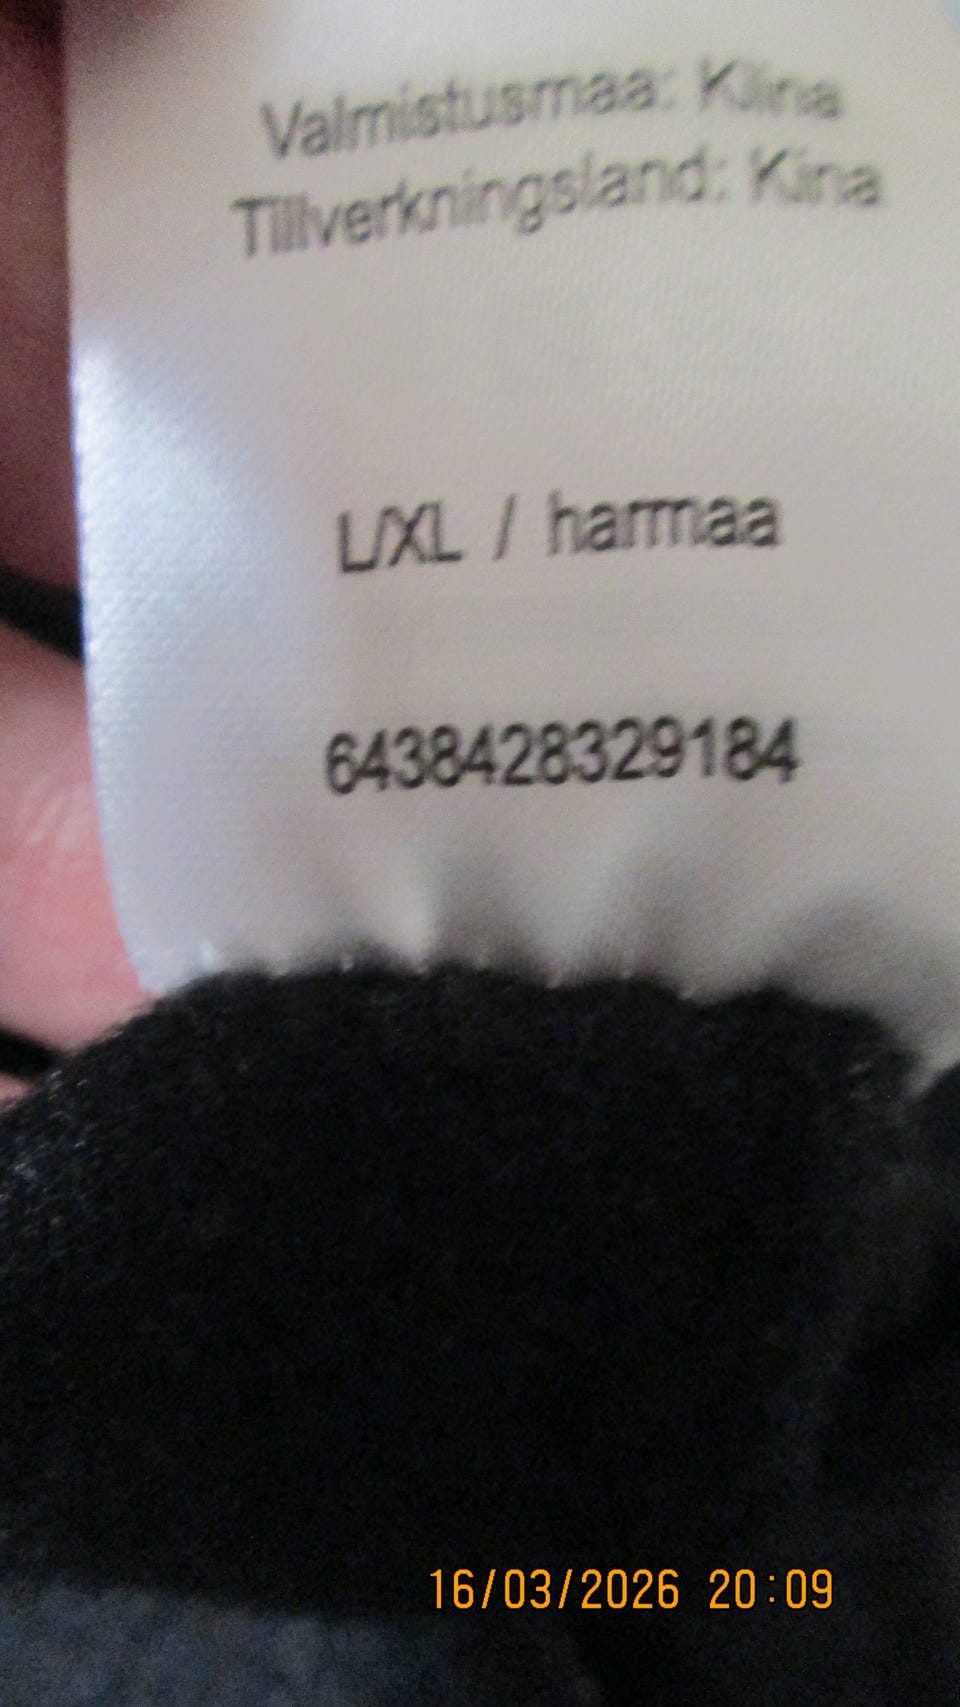 Valmistusmaa: Kiina
Tillverkningsland: Kina
L/XL / harmaa
6438428329184
16/03/2026 20:09